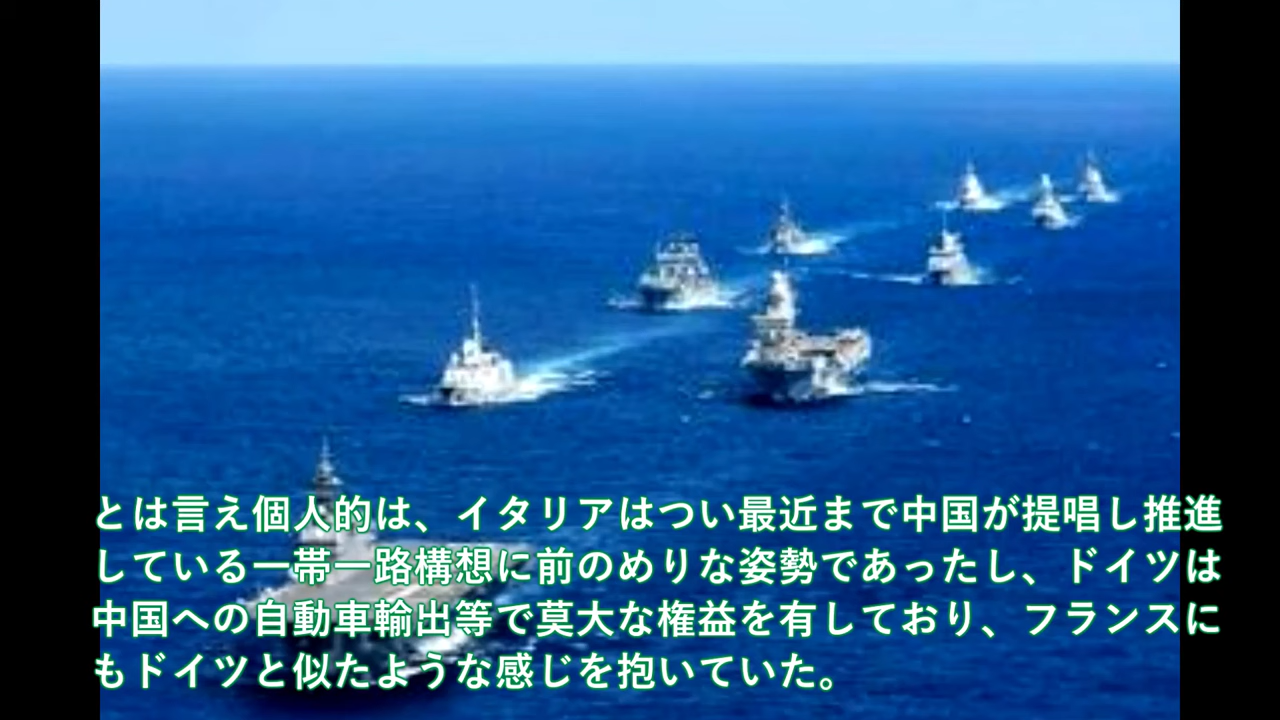 とは言え個人的は、イタリアはつい最近まで中国が提唱し推進
している一帯一路構想に前のめりな姿勢であったし、ドイツは
中国への自動車輸出等で莫大な権益を有しており、フランスに
もドイツと似たような感じを抱いていた。